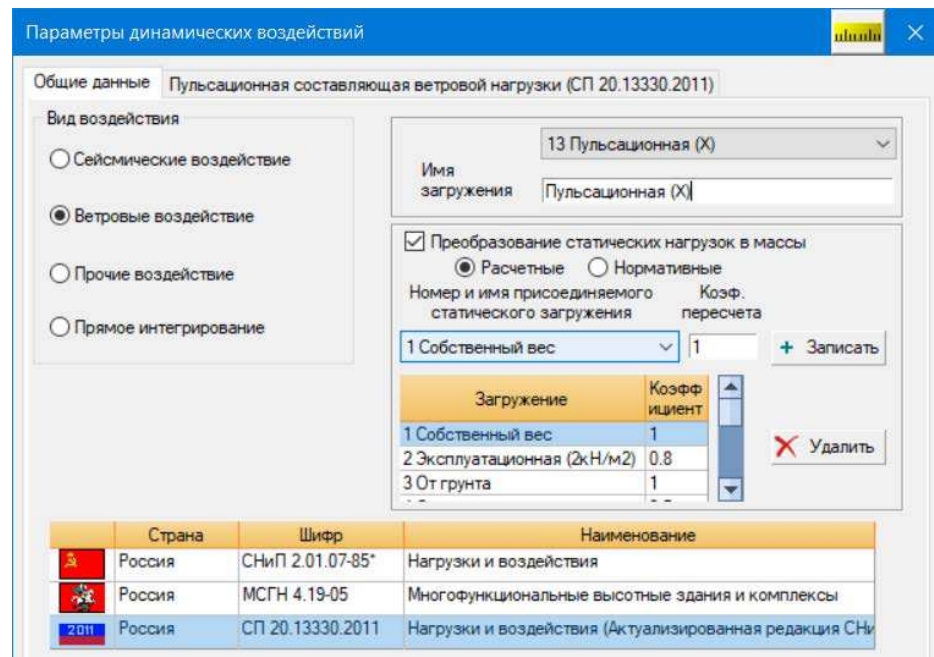 Параметры динамических воздействий
Общие данные
Пульсационная составляющая ветровой нагрузки (СП 20.13330.2011)
Вид воздействия
Сейсмические воздействие
Ветровые воздействие
Прочие воздействие
Прямое интегрирование
13 Пульсационная (X)
Имя
загружения
Пульсационная (X)
Преобразование статических нагрузок в массы
Расчетные Нормативные
Номер и имя присоединяемого Коэф.
статического загружения пересчета
1 Собственный вес 1 + Записать
Загружение Коэфф
ициент
1 Собственный вес 1
2 Эксплуатационная (2кН/м2) 0.8
3 От грунта 1
Удалить
Страна Шифр Наименование
Россия СНиП 2.01.07-85* Нагрузки и воздействия
Россия МСГН 4.19-05 Многофункциональные высотные здания и комплексы
2011 Россия СП 20.13330.2011 Нагрузки и воздействия (Актуализированная редакция СНи